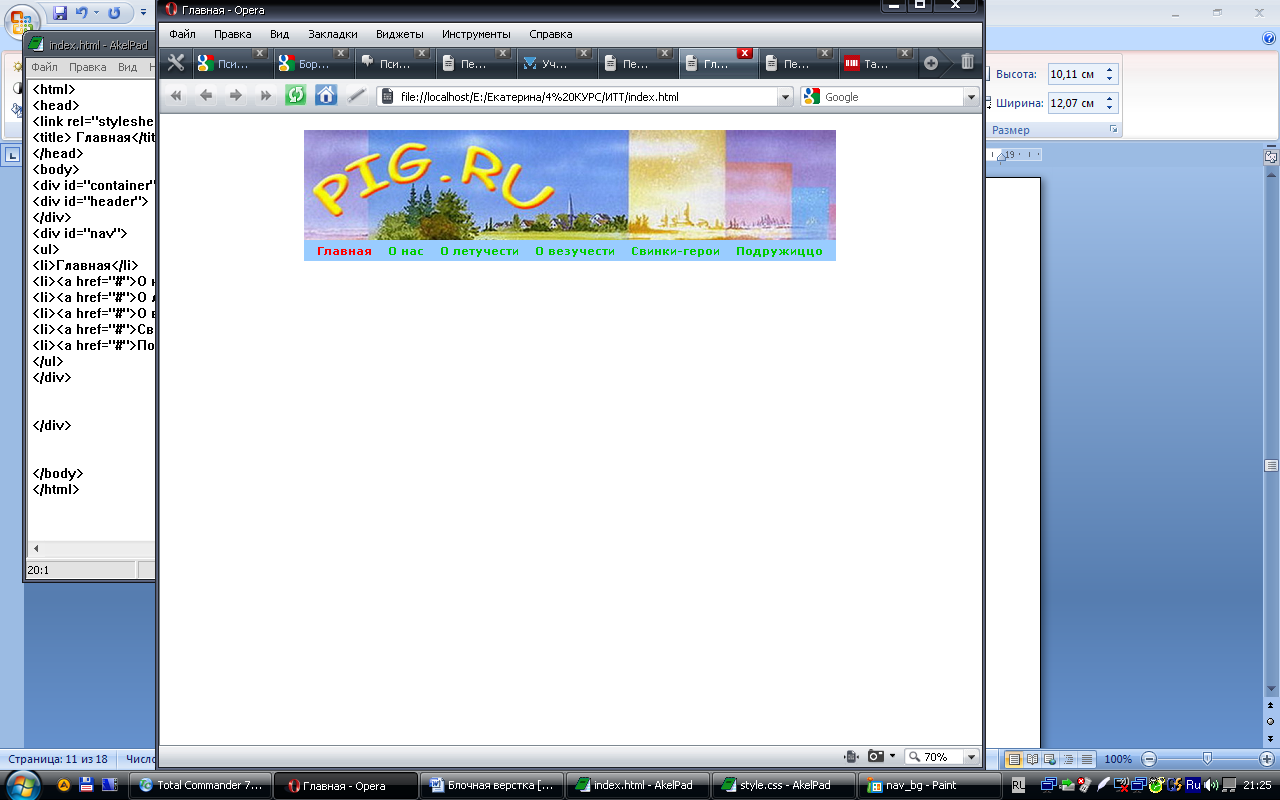 Главная - Opera
index.html - AkelPad
Файл Правка Вид Закладки Виджеты Инструменты Справка
Файл Правка Вид Н
Пси... Бор... Пси... Пе... Уч... Пе... Гл... Пе... Та...
file://localhost/E:/Екатерина/4%20КУРС/ИТТ/index.html
Google
Высота: 10,11 см
Ширина: 12,07 см
Размер
19
<html>
<head>
<link rel="styleshe
<title> Главная</tit
</head>
<body>
<div id="container"
<div id="header">
</div>
<div id="nav">
<ul>
<li>Главная</li>
<li><a href="#">О н
<li><a href="#">О л
<li><a href="#">О в
<li><a href="#">Св
<li><a href="#">По
</ul>
</div>
</div>
</body>
</html>
20:1
PIG.RU
Главная О нас О летучести О везучести Свинки-герои Подружиццо
70%
Страница: 11 из 18 Число
100%
Total Commander 7... Главная - Opera Блочная верстка [... index.html - AkelPad style.css - AkelPad nav_bg - Paint RL Ru 21:25